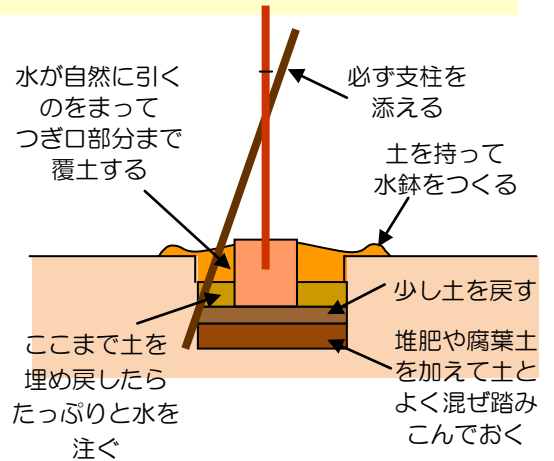 水が自然に引く
のをまって
つぎ口部分まで
覆土する
必ず支柱を
添える
土を持って
水鉢をつくる
少し土を戻す
ここまで土を
埋め戻したら
たっぷりと水を
注ぐ
堆肥や腐葉土
を加えて土と
よく混ぜ踏み
こんでおく